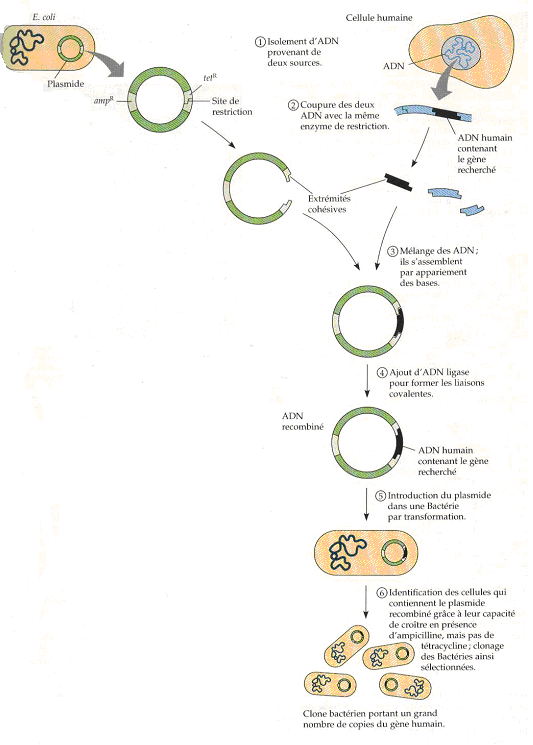 E. coli
Cellule humaine
① Isolement d'ADN
provenant de
deux sources.
ADN
Plasmide
tetR
ampR
Site de
restriction
② Coupure des deux
ADN avec la même
enzyme de restriction.
ADN humain
contenant
le gène
recherché
Extrémités
cohésives
③ Mélange des ADN ;
ils s'assemblent
par appariement
des bases.
④ Ajout d'ADN ligase
pour former les liaisons
covalentes.
ADN
recombiné
ADN humain
contenant le gène
recherché
⑤ Introduction du plasmide
dans une Bactérie
par transformation.
⑥ Identification des cellules qui
contiennent le plasmide
recombiné grâce à leur capacité
de croître en présence
d'ampicilline, mais pas de
tétracycline ; clonage
des Bactéries ainsi
sélectionnées.
Clone bactérien portant un grand
nombre de copies du gène humain.